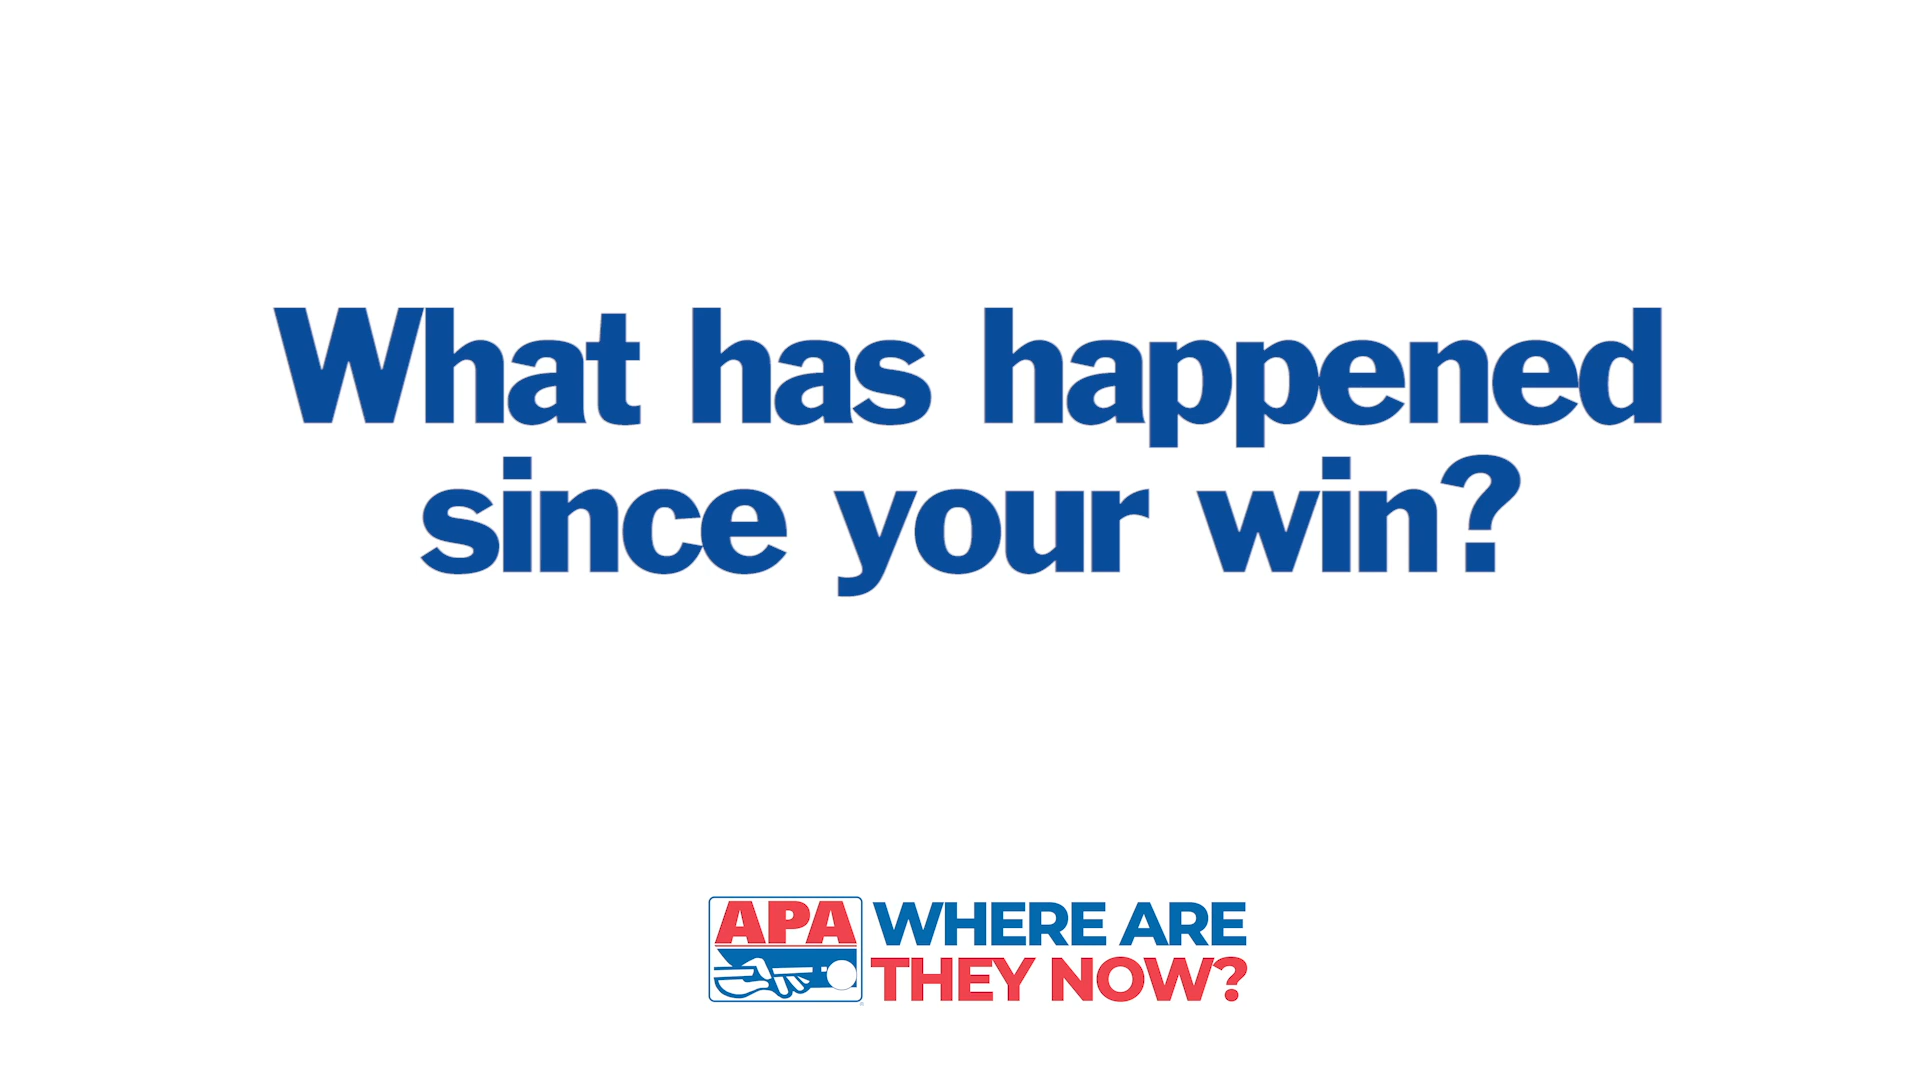 What has happened
since your win?
APA
WHERE ARE
THEY NOW?